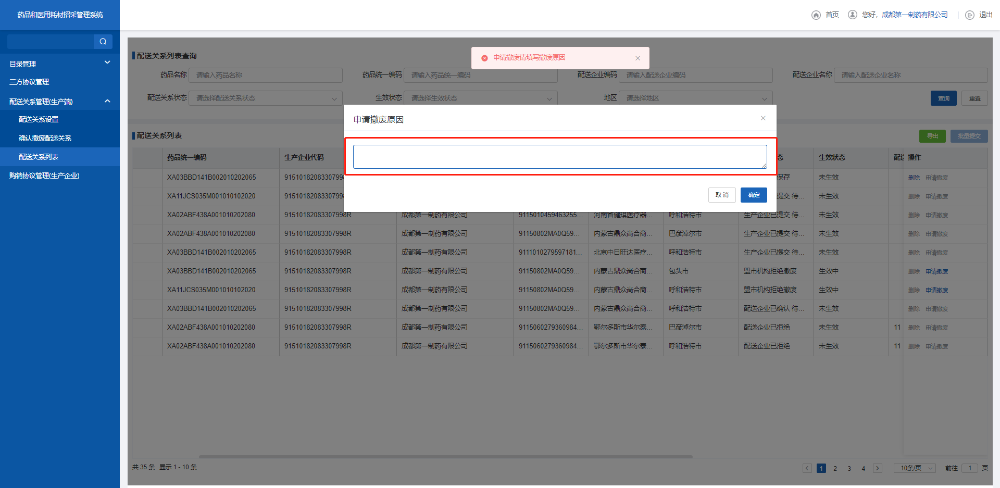 药品和医用耗材招采管理系统
首页
您好，成都第一制药有限公司
退出
目录管理
三方协议管理
配送关系管理(生产端)
配送关系设置
确认撤废配送关系
配送关系列表
购销协议管理(生产企业)
配送关系列表查询
申请撤废请填写撤废原因
药品名称 请输入药品名称 药品统一编码 请输入药品统一编码 配送企业编码 请输入配送企业编码 配送企业名称 请输入配送企业名称
配送关系状态 请选择配送关系状态 生效状态 请选择生效状态 地区 请选择地区 查询 重置
申请撤废原因
取消 确定
配送关系列表 导出 批量提交
药品统一编码 生产企业代码 态 生效状态 配送 操作
XA03BBD141B002010202065 91510182083307998 保存 未生效 删除 申请撤废
XA11JCS035M001010102020 91510182083307998 提交 待... 未生效 删除 申请撤废
XA02ABF438A001010202080 91510182083307998R 成都第一制药有限公司 9115010459463255... 河南省健琪医疗器... 呼和浩特市 生产企业已提交 待... 未生效 删除 申请撤废
XA02ABF438A001010202080 91510182083307998R 成都第一制药有限公司 91150802MA0Q59... 内蒙古鼎众尚合商... 巴彦淖尔市 生产企业已提交 待... 未生效 删除 申请撤废
XA03BBD141B002010202065 91510182083307998R 成都第一制药有限公司 9111010279597181... 北京中日旺达医疗... 呼和浩特市 生产企业已提交 待... 未生效 删除 申请撤废
XA03BBD141B002010202065 91510182083307998R 成都第一制药有限公司 91150802MA0Q59... 内蒙古鼎众尚合商... 包头市 盟市机构拒绝撤废 生效中 删除 申请撤废
XA11JCS035M001010102020 91510182083307998R 成都第一制药有限公司 91150802MA0Q59... 内蒙古鼎众尚合商... 呼和浩特市 盟市机构拒绝撤废 生效中 删除 申请撤废
XA03BBD141B002010202065 91510182083307998R 成都第一制药有限公司 91150802MA0Q59... 内蒙古鼎众尚合商... 呼和浩特市 配送企业已确认 待... 未生效 删除 申请撤废
XA02ABF438A001010202080 91510182083307998R 成都第一制药有限公司 9115060279360984... 鄂尔多斯市华尔泰... 巴彦淖尔市 配送企业已拒绝 未生效 11 删除 申请撤废
XA02ABF438A001010202080 91510182083307998R 成都第一制药有限公司 9115060279360984... 鄂尔多斯市华尔泰... 呼和浩特市 配送企业已拒绝 未生效 11 删除 申请撤废
共 35 条 显示 1 - 10 条 1 2 3 4 10条/页 前往 1 页